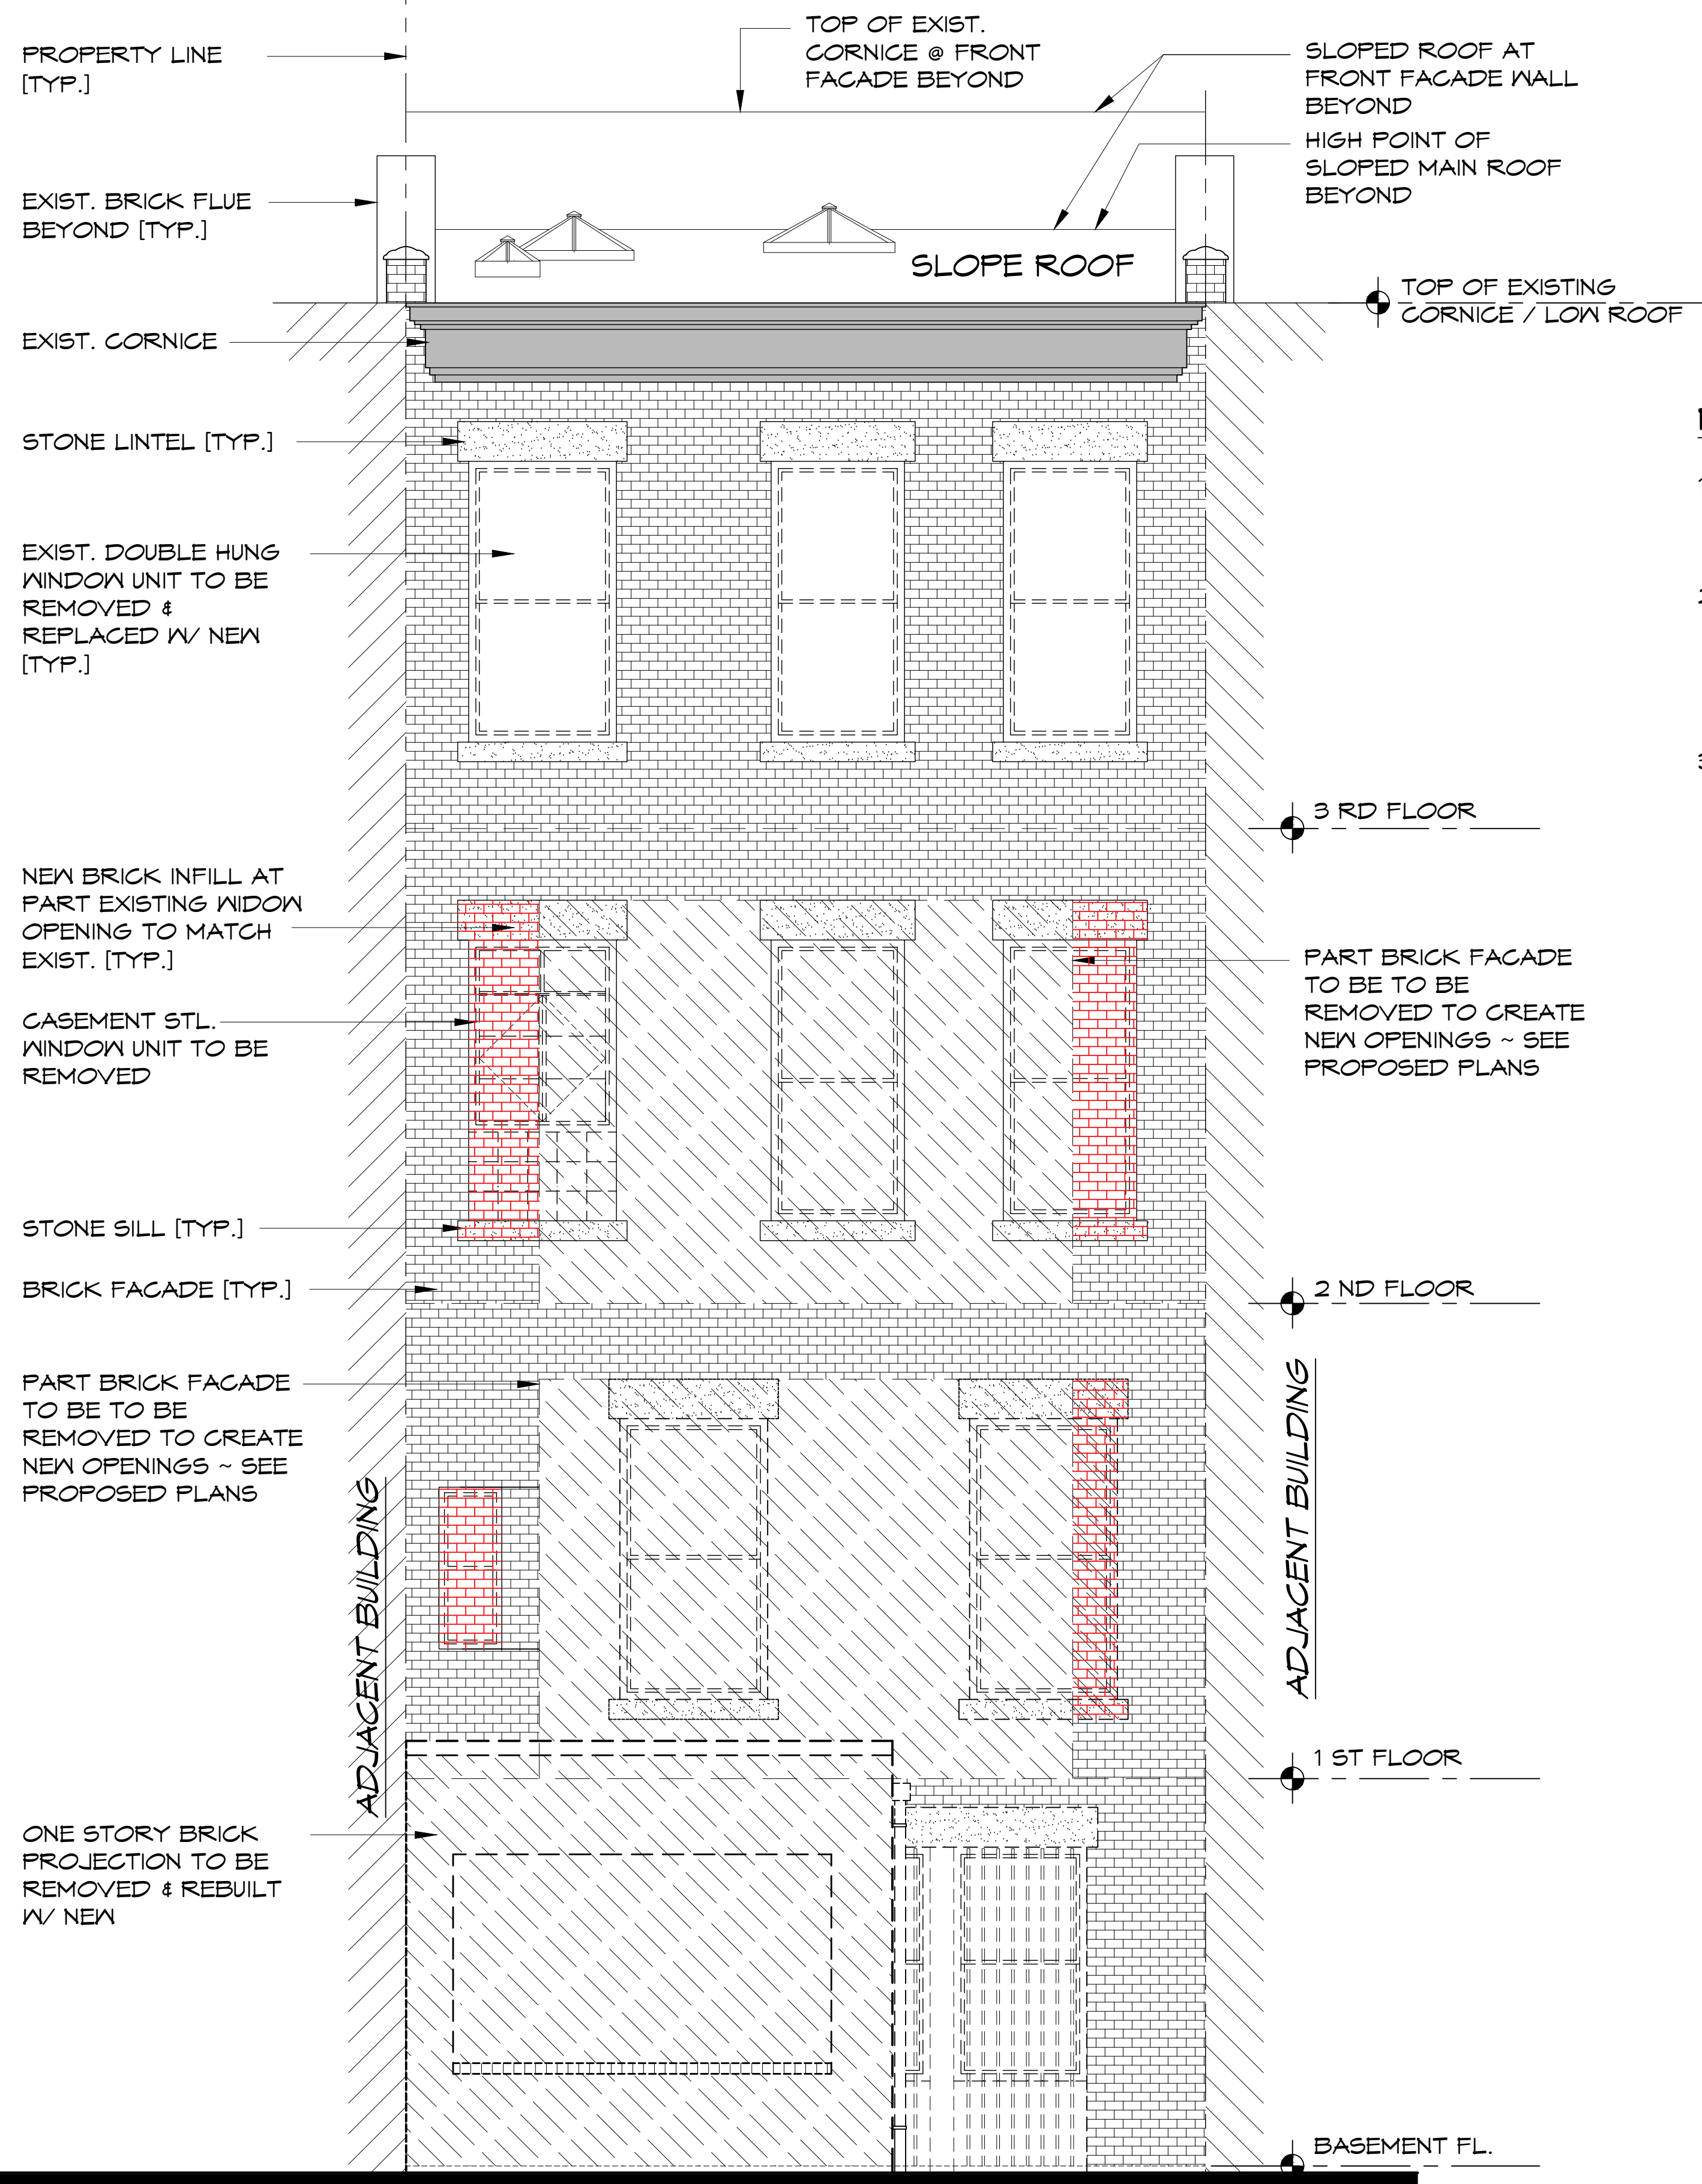 TOP OF EXIST.
CORNICE @ FRONT
FACADE BEYOND
PROPERTY LINE
[TYP.]
SLOPED ROOF AT
FRONT FACADE WALL
BEYOND
HIGH POINT OF
SLOPED MAIN ROOF
BEYOND
EXIST. BRICK FLUE
BEYOND [TYP.]
SLOPE ROOF
TOP OF EXISTING
CORNICE / LOW ROOF
EXIST. CORNICE
STONE LINTEL [TYP.]
EXIST. DOUBLE HUNG
WINDOW UNIT TO BE
REMOVED &
REPLACED W/ NEW
[TYP.]
3 RD FLOOR
NEW BRICK INFILL AT
PART EXISTING WIDOW
OPENING TO MATCH
EXIST. [TYP.]
PART BRICK FACADE
TO BE TO BE
REMOVED TO CREATE
NEW OPENINGS ~ SEE
PROPOSED PLANS
CASEMENT STL.
WINDOW UNIT TO BE
REMOVED
STONE SILL [TYP.]
BRICK FACADE [TYP.]
2 ND FLOOR
PART BRICK FACADE
TO BE TO BE
REMOVED TO CREATE
NEW OPENINGS ~ SEE
PROPOSED PLANS
ADJACENT BUILDING
ADJACENT BUILDING
1 ST FLOOR
ONE STORY BRICK
PROJECTION TO BE
REMOVED & REBUILT
W/ NEW
BASEMENT FL.